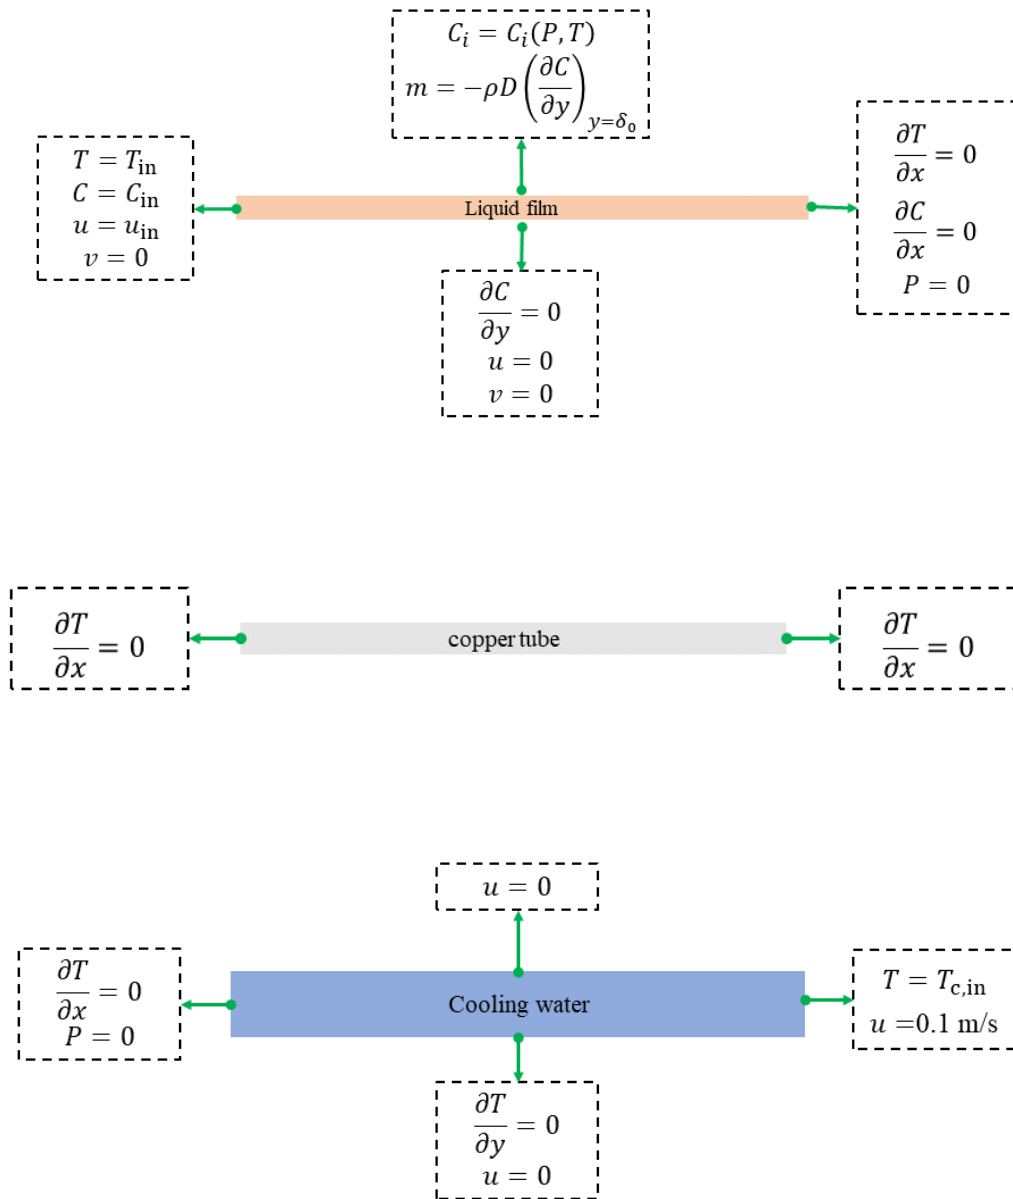 C_i = C_i(P, T)
m = −ρD (∂C/∂y)_{y=δ_0}
T = T_in
C = C_in
u = u_in
v = 0
Liquid film
∂T/∂x = 0
∂C/∂x = 0
P = 0
∂C/∂y = 0
u = 0
v = 0
∂T/∂x = 0
copper tube
∂T/∂x = 0
u = 0
∂T/∂x = 0
P = 0
Cooling water
T = T_c,in
u =0.1 m/s
∂T/∂y = 0
u = 0